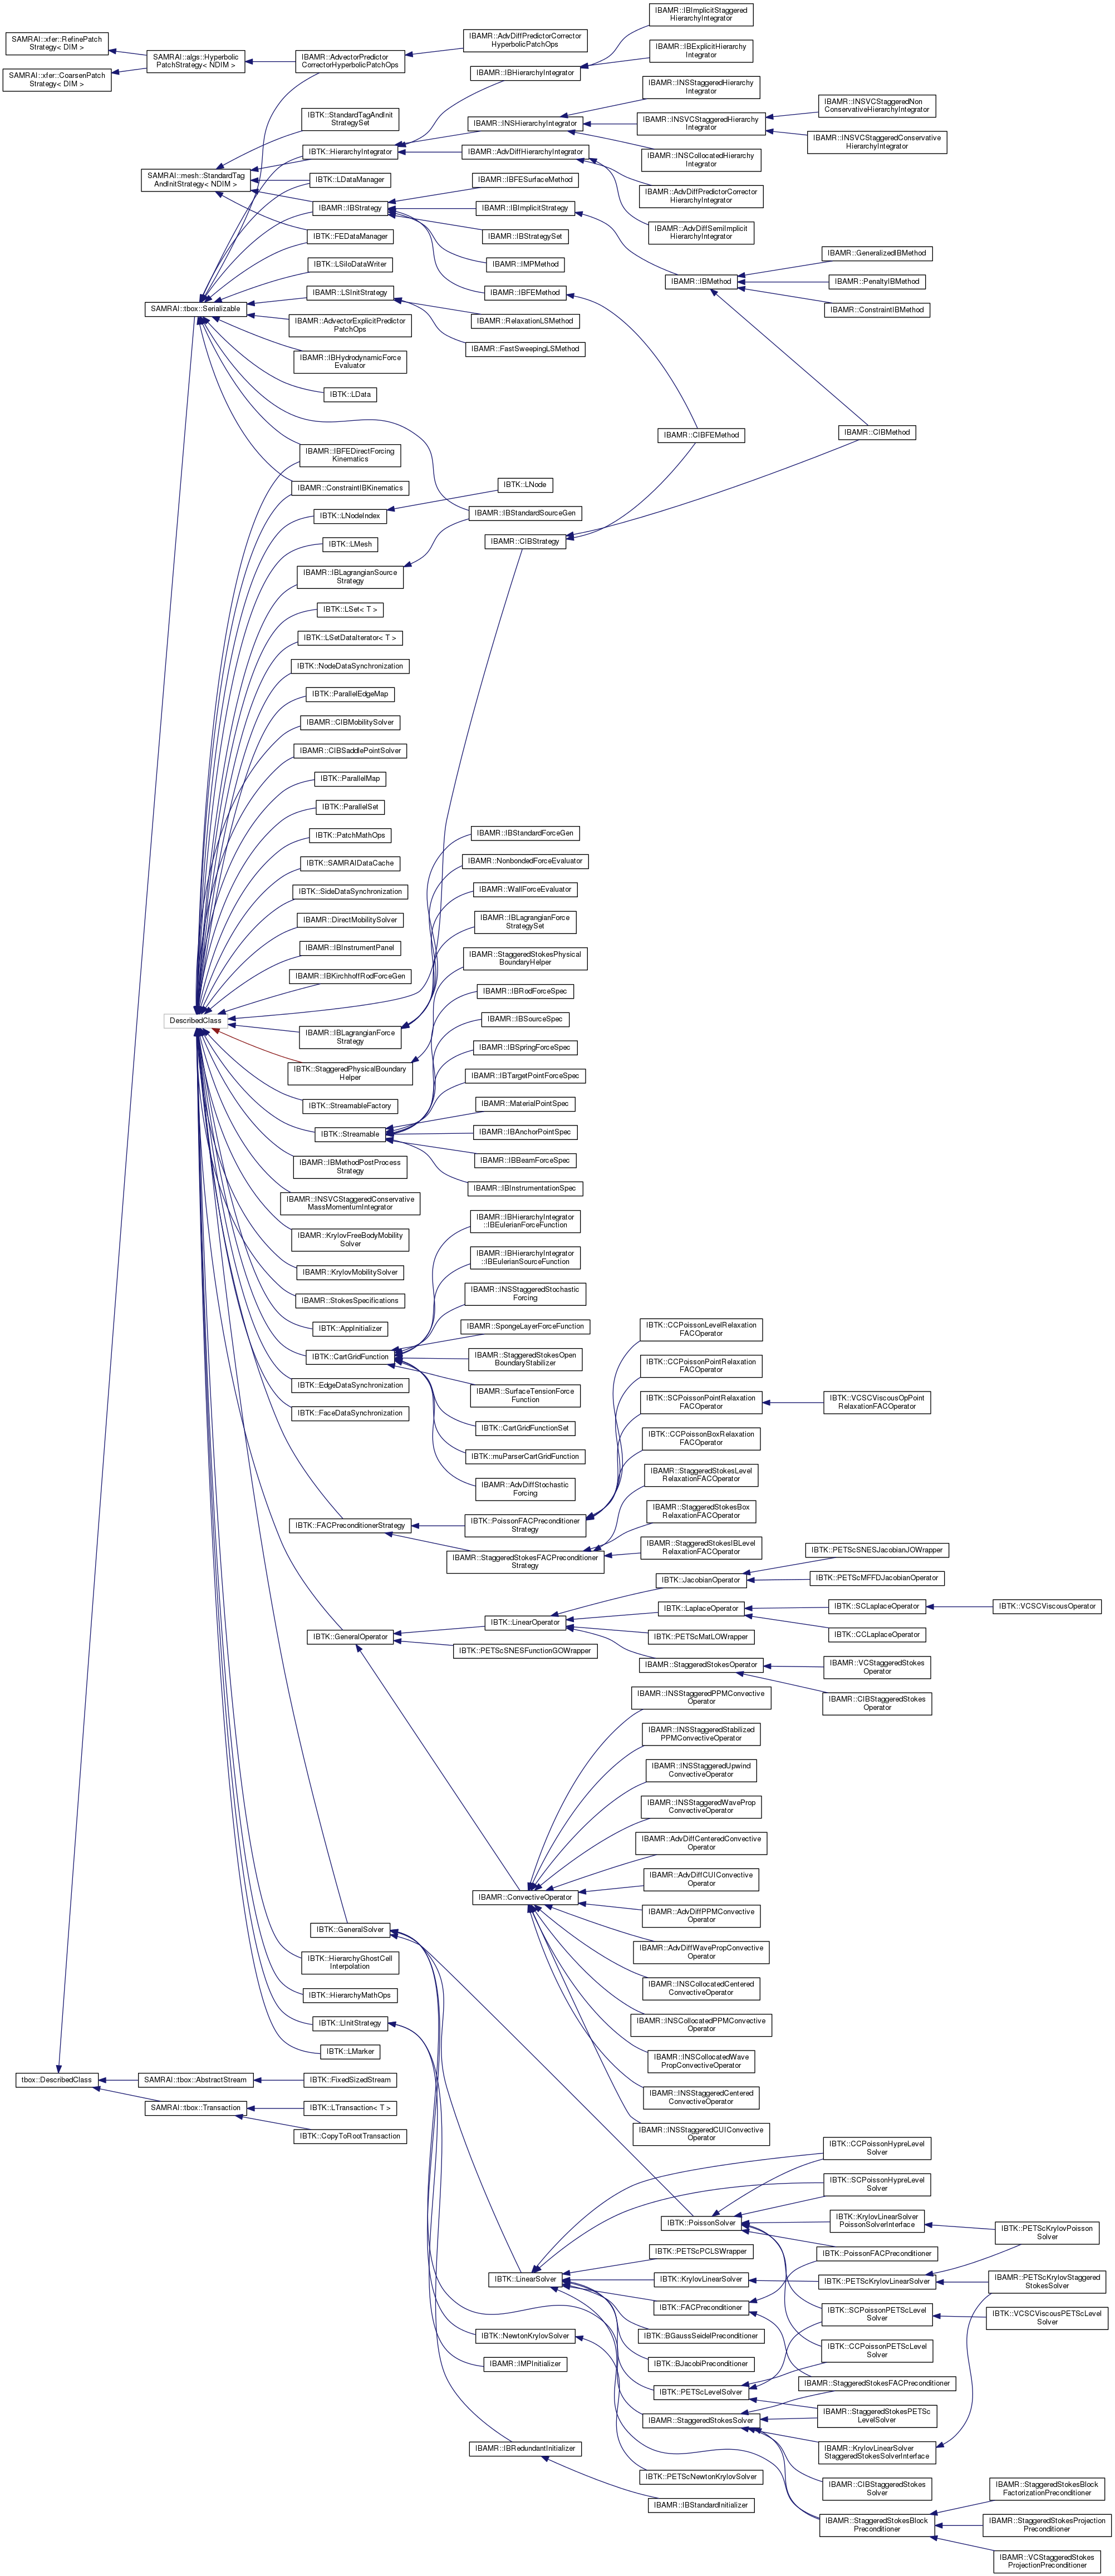 SAMRAI::xfer::RefinePatch
Strategy< DIM >
SAMRAI::xfer::CoarsenPatch
Strategy< DIM >
SAMRAI::algs::Hyperbolic
PatchStrategy< NDIM >
IBAMR::AdvectorPredictor
CorrectorHyperbolicPatchOps
IBAMR::AdvDiffPredictorCorrector
HyperbolicPatchOps
IBAMR::IBImplicitStaggered
HierarchyIntegrator
IBAMR::IBExplicitHierarchy
Integrator
IBAMR::IBHierarchyIntegrator
IBAMR::INSStaggeredHierarchy
Integrator
IBAMR::INSVCStaggeredNon
ConservativeHierarchyIntegrator
IBTK::StandardTagAndInit
StrategySet
IBAMR::INSHierarchyIntegrator
IBAMR::INSVCStaggeredHierarchy
Integrator
IBAMR::INSVCStaggeredConservative
HierarchyIntegrator
IBTK::HierarchyIntegrator
IBAMR::AdvDiffHierarchyIntegrator
IBAMR::INSCollocatedHierarchy
Integrator
SAMRAI::mesh::StandardTag
AndInitStrategy< NDIM >
IBTK::LDataManager
IBAMR::IBFESurfaceMethod
IBAMR::AdvDiffPredictorCorrector
HierarchyIntegrator
IBAMR::IBStrategy
IBAMR::IBImplicitStrategy
IBAMR::AdvDiffSemiImplicit
HierarchyIntegrator
IBTK::FEDataManager
IBAMR::IBStrategySet
IBTK::LSiloDataWriter
IBAMR::IMPMethod
IBAMR::GeneralizedIBMethod
IBAMR::LSInitStrategy
IBAMR::IBFEMethod
IBAMR::IBMethod
IBAMR::PenaltyIBMethod
SAMRAI::tbox::Serializable
IBAMR::ConstraintIBMethod
IBAMR::AdvectorExplicitPredictor
PatchOps
IBAMR::RelaxationLSMethod
IBAMR::FastSweepingLSMethod
IBAMR::IBHydrodynamicForce
Evaluator
IBTK::LData
IBAMR::CIBFEMethod
IBAMR::CIBMethod
IBAMR::IBFEDirectForcing
Kinematics
IBAMR::ConstraintIBKinematics
IBTK::LNode
IBTK::LNodeIndex
IBAMR::IBStandardSourceGen
IBTK::LMesh
IBAMR::CIBStrategy
IBAMR::IBLagrangianSource
Strategy
IBTK::LSet< T >
IBTK::LSetDataIterator< T >
IBTK::NodeDataSynchronization
IBTK::ParallelEdgeMap
IBAMR::CIBMobilitySolver
IBAMR::CIBSaddlePointSolver
IBTK::ParallelMap
IBTK::ParallelSet
IBTK::PatchMathOps
IBAMR::IBStandardForceGen
IBTK::SAMRAIDataCache
IBAMR::NonbondedForceEvaluator
IBTK::SideDataSynchronization
IBAMR::WallForceEvaluator
IBAMR::DirectMobilitySolver
IBAMR::IBLagrangianForce
StrategySet
IBAMR::IBInstrumentPanel
IBAMR::StaggeredStokesPhysical
BoundaryHelper
IBAMR::IBKirchhoffRodForceGen
IBAMR::IBRodForceSpec
DescribedClass
IBAMR::IBSourceSpec
IBAMR::IBLagrangianForce
Strategy
IBAMR::IBSpringForceSpec
IBTK::StaggeredPhysicalBoundary
Helper
IBAMR::IBTargetPointForceSpec
IBTK::StreamableFactory
IBAMR::MaterialPointSpec
IBTK::Streamable
IBAMR::IBAnchorPointSpec
IBAMR::IBMethodPostProcess
Strategy
IBAMR::IBBeamForceSpec
IBAMR::INSVCStaggeredConservative
MassMomentumIntegrator
IBAMR::IBInstrumentationSpec
IBAMR::KrylovFreeBodyMobility
Solver
IBAMR::IBHierarchyIntegrator
::IBEulerianForceFunction
IBAMR::KrylovMobilitySolver
IBAMR::IBHierarchyIntegrator
::IBEulerianSourceFunction
IBAMR::StokesSpecifications
IBAMR::INSStaggeredStochastic
Forcing
IBTK::AppInitializer
IBAMR::SpongeLayerForceFunction
IBTK::CartGridFunction
IBAMR::StaggeredStokesOpen
BoundaryStabilizer
IBTK::EdgeDataSynchronization
IBAMR::SurfaceTensionForce
Function
IBTK::FaceDataSynchronization
IBTK::CartGridFunctionSet
IBTK::muParserCartGridFunction
IBAMR::AdvDiffStochastic
Forcing
IBTK::CCPoissonLevelRelaxation
FACOperator
IBTK::CCPoissonPointRelaxation
FACOperator
IBTK::SCPoissonPointRelaxation
FACOperator
IBTK::VCSCViscousOpPoint
RelaxationFACOperator
IBTK::CCPoissonBoxRelaxation
FACOperator
IBAMR::StaggeredStokesLevel
RelaxationFACOperator
IBAMR::StaggeredStokesBox
RelaxationFACOperator
IBTK::FACPreconditionerStrategy
IBTK::PoissonFACPreconditioner
Strategy
IBAMR::StaggeredStokesIBLevel
RelaxationFACOperator
IBAMR::StaggeredStokesFACPreconditioner
Strategy
IBTK::PETScSNESJacobianJOWrapper
IBTK::JacobianOperator
IBTK::PETScMFFDJacobianOperator
IBTK::LinearOperator
IBTK::LaplaceOperator
IBTK::SCLaplaceOperator
IBTK::VCSCViscousOperator
IBTK::GeneralOperator
IBTK::PETScMatLOWrapper
IBTK::CCLaplaceOperator
IBTK::PETScSNESFunctionGOWrapper
IBAMR::StaggeredStokesOperator
IBAMR::VCStaggeredStokes
Operator
IBAMR::CIBStaggeredStokes
Operator
IBAMR::INSStaggeredPPMConvective
Operator
IBAMR::INSStaggeredStabilized
PPMConvectiveOperator
IBAMR::INSStaggeredUpwind
ConvectiveOperator
IBAMR::INSStaggeredWaveProp
ConvectiveOperator
IBAMR::AdvDiffCenteredConvective
Operator
IBAMR::AdvDiffCUIConvective
Operator
IBAMR::ConvectiveOperator
IBAMR::AdvDiffPPMConvective
Operator
IBAMR::AdvDiffWavePropConvective
Operator
IBAMR::INSCollocatedCentered
ConvectiveOperator
IBAMR::INSCollocatedPPMConvective
Operator
IBAMR::INSCollocatedWave
PropConvectiveOperator
IBAMR::INSStaggeredCentered
ConvectiveOperator
IBAMR::INSStaggeredCUIConvective
Operator
IBTK::GeneralSolver
IBTK::HierarchyGhostCell
Interpolation
IBTK::HierarchyMathOps
IBTK::LInitStrategy
IBTK::LMarker
tbox::DescribedClass
SAMRAI::tbox::AbstractStream
IBTK::FixedSizedStream
SAMRAI::tbox::Transaction
IBTK::LTransaction< T >
IBTK::CopyToRootTransaction
IBTK::CCPoissonHypreLevel
Solver
IBTK::SCPoissonHypreLevel
Solver
IBTK::PoissonSolver
IBTK::KrylovLinearSolver
PoissonSolverInterface
IBTK::PETScKrylovPoisson
Solver
IBTK::PETScPCLSWrapper
IBTK::PoissonFACPreconditioner
IBTK::LinearSolver
IBTK::KrylovLinearSolver
IBTK::PETScKrylovLinearSolver
IBAMR::PETScKrylovStaggered
StokesSolver
IBTK::FACPreconditioner
IBTK::SCPoissonPETScLevel
Solver
IBTK::VCSCViscousPETScLevel
Solver
IBTK::NewtonKrylovSolver
IBTK::BGaussSeidelPreconditioner
IBTK::CCPoissonPETScLevel
Solver
IBAMR::IMPInitializer
IBTK::BJacobiPreconditioner
IBAMR::StaggeredStokesFACPreconditioner
IBTK::PETScLevelSolver
IBAMR::StaggeredStokesPETSc
LevelSolver
IBAMR::StaggeredStokesSolver
IBAMR::IBRedundantInitializer
IBAMR::KrylovLinearSolver
StaggeredStokesSolverInterface
IBTK::PETScNewtonKrylovSolver
IBAMR::CIBStaggeredStokes
Solver
IBAMR::StaggeredStokesBlock
FactorizationPreconditioner
IBAMR::IBStandardInitializer
IBAMR::StaggeredStokesBlock
Preconditioner
IBAMR::StaggeredStokesProjection
Preconditioner
IBAMR::VCStaggeredStokes
ProjectionPreconditioner